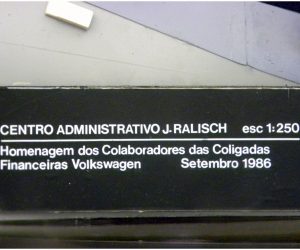 CENTRO ADMINISTRATIVO J. RALISCH esc 1:250
Homenagem dos Colaboradores das Coligadas
Financeiras Volkswagen Setembro 1986